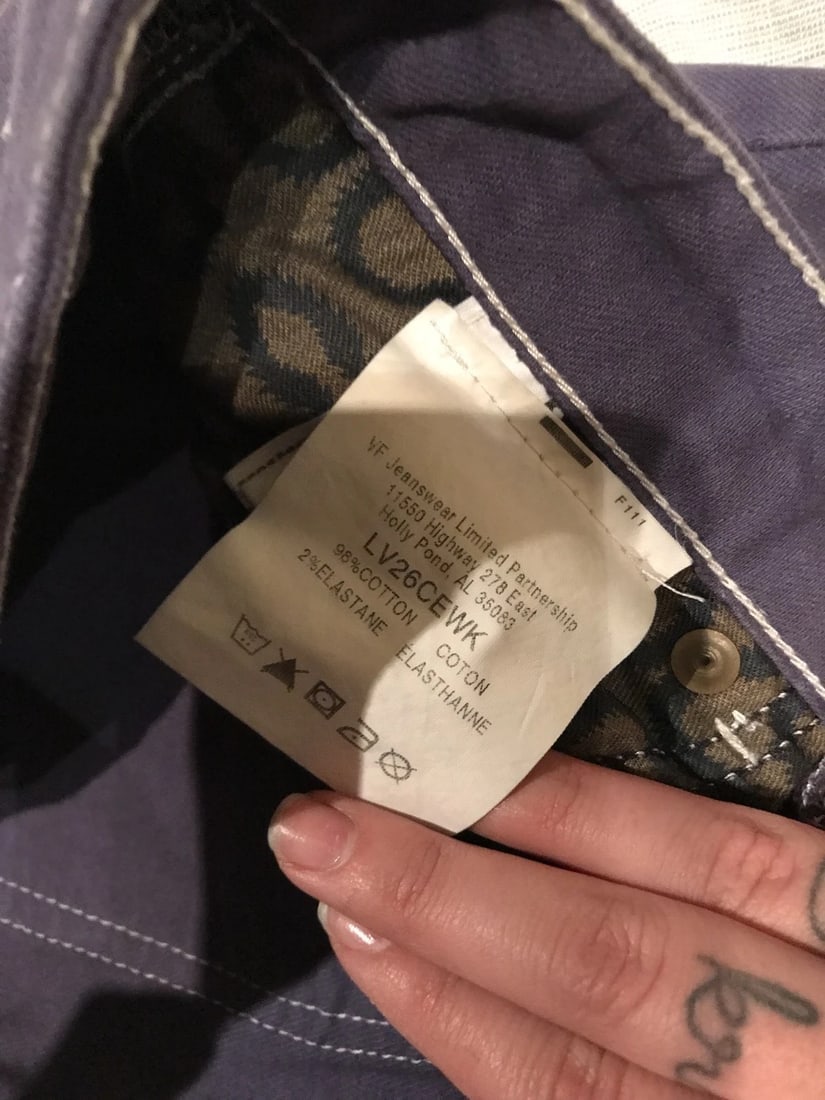 VF Jeanswear Limited Partnership
11550 Highway 278 East
Holly Pond, AL 35083
LV26CEWK
98%COTTON COTON
2%ELASTANE ÉLASTHANNE
F111